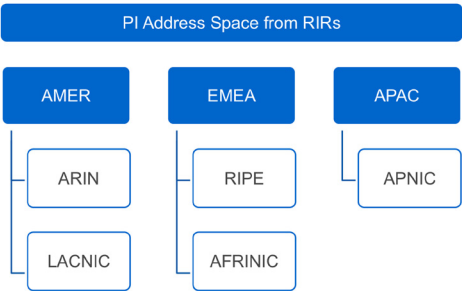 PI Address Space from RIRs
AMER
EMEA
APAC
ARIN
RIPE
APNIC
LACNIC
AFRINIC